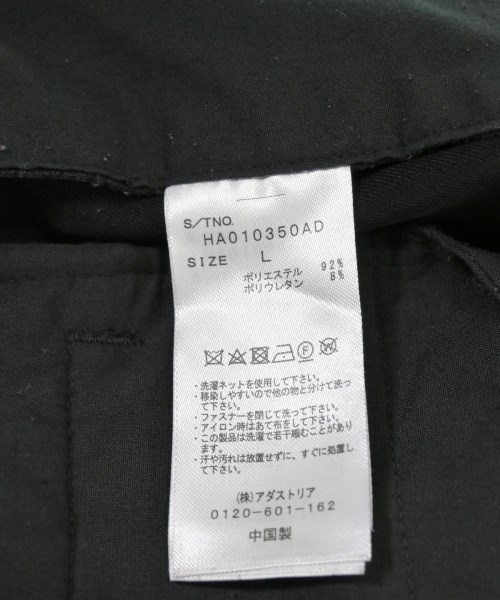 S/TNO.
HA010350AD
SIZE L
ポリエステル 92%
ポリウレタン 8%
・洗濯ネットを使用して下さい。
・移染しやすいので他の物と分けて洗っ
て下さい。
・ファスナーを閉じて洗って下さい。
・アイロン時はあて布をして下さい。
・この製品は洗濯で若干縮むことがあり
ます。
・汗や汚れは放置せずに、すぐに処置し
て下さい。
(株)アダストリア
0120-601-162
中国製